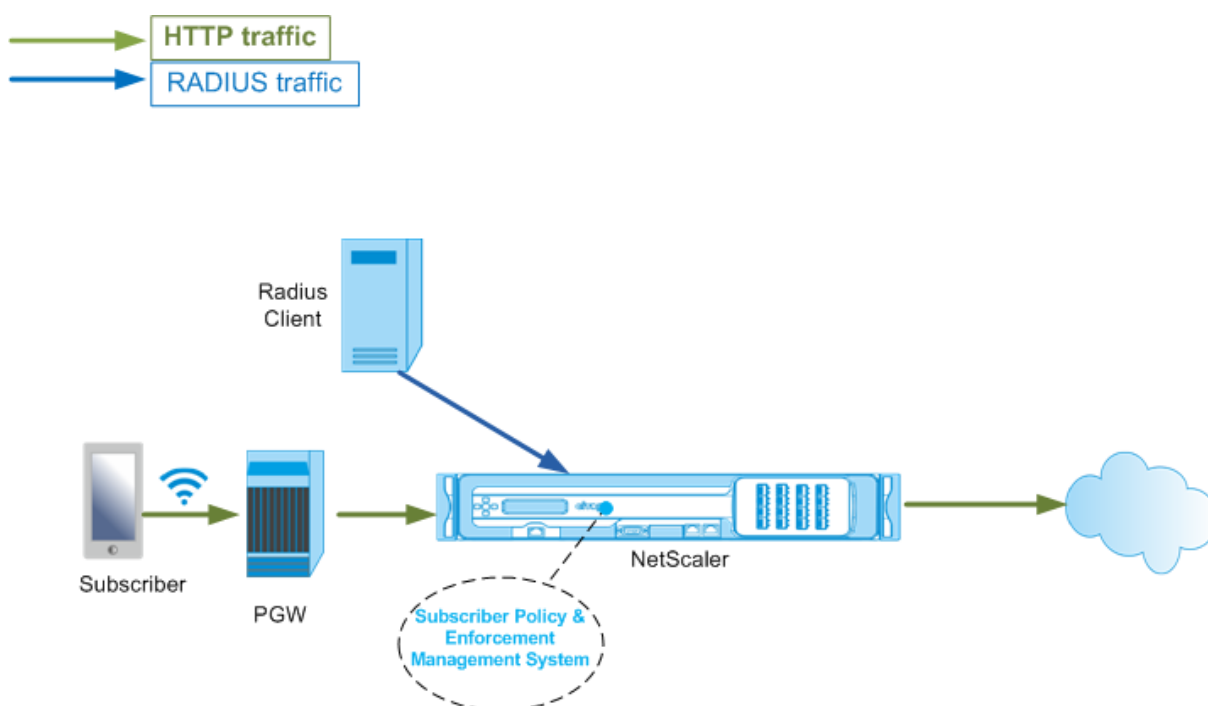 HTTP traffic
RADIUS traffic
Radius
Client
Subscriber
PGW
NetScaler
Subscriber Policy &
Enforcement
Management System